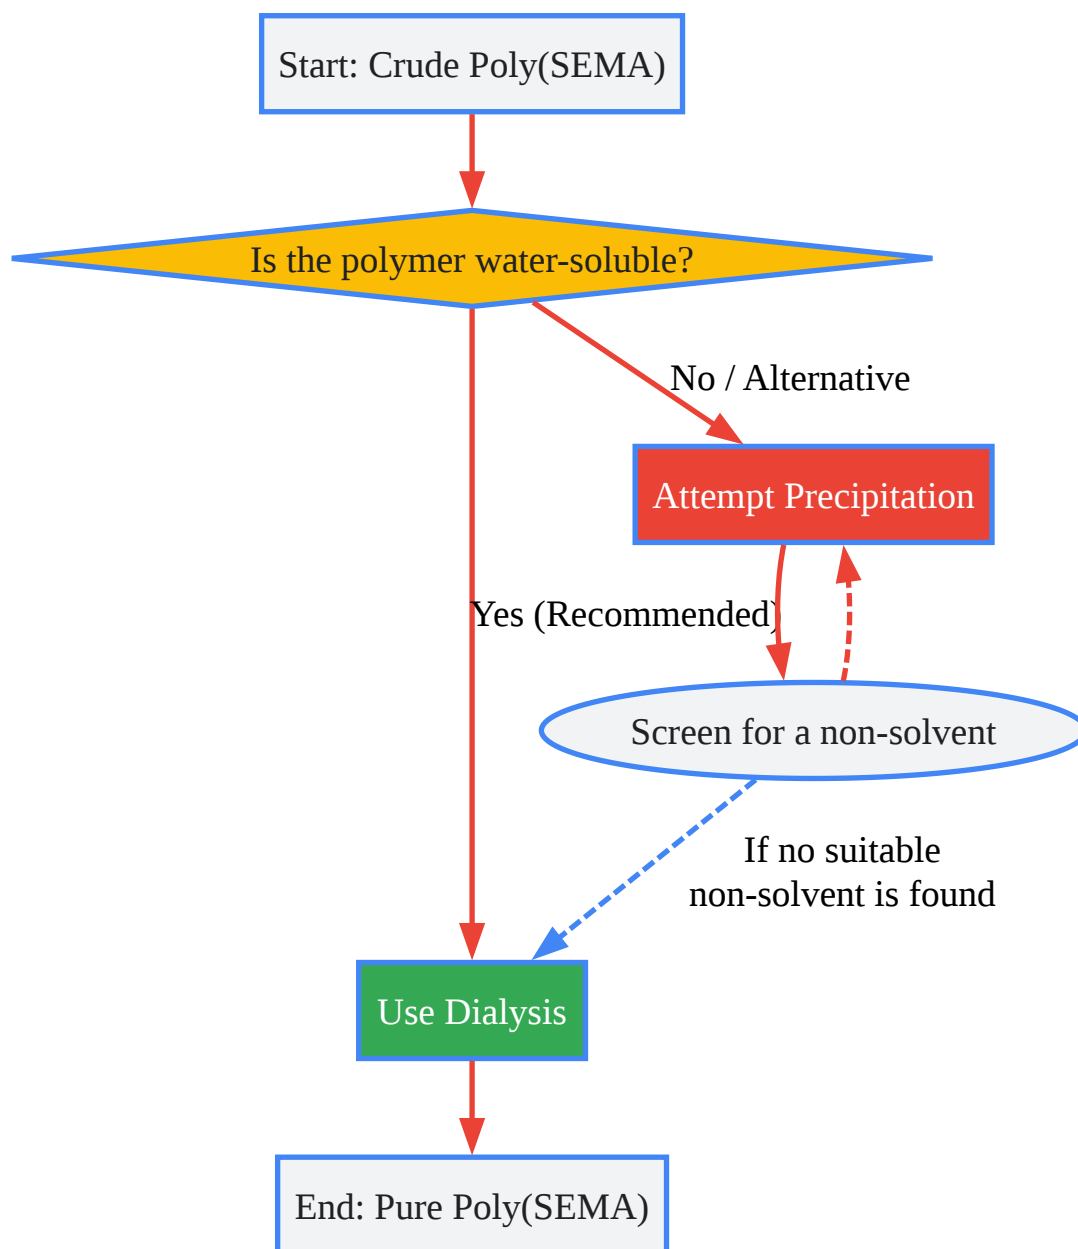 Start: Crude Poly(SEMA)
Is the polymer water-soluble?
No / Alternative
Attempt Precipitation
Yes (Recommended)
Screen for a non-solvent
If no suitable
non-solvent is found
Use Dialysis
End: Pure Poly(SEMA)